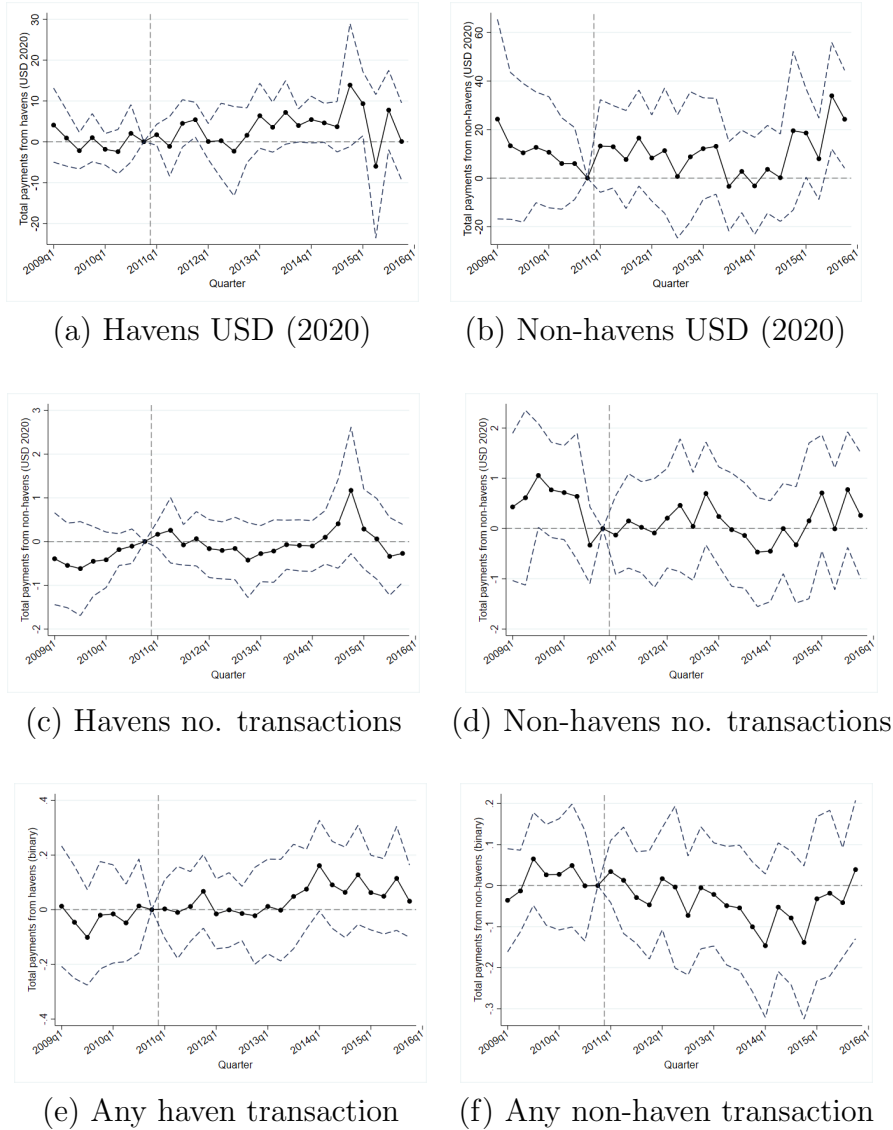 Total payments from havens (USD 2020)
30
20
10
0
-10
-20
2009q1
2010q1
2011q1
2012q1
2013q1
2014q1
2015q1
2016q1
Quarter
(a) Havens USD (2020)
Total payments from non-havens (USD 2020)
60
40
20
0
-20
2009q1
2010q1
2011q1
2012q1
2013q1
2014q1
2015q1
2016q1
Quarter
(b) Non-havens USD (2020)
Total payments from non-havens (USD 2020)
3
2
1
0
-1
-2
2009q1
2010q1
2011q1
2012q1
2013q1
2014q1
2015q1
2016q1
Quarter
(c) Havens no. transactions
Total payments from non-havens (USD 2020)
2
1
0
-1
-2
2009q1
2010q1
2011q1
2012q1
2013q1
2014q1
2015q1
2016q1
Quarter
(d) Non-havens no. transactions
Total payments from havens (binary)
.4
.2
0
-.2
-.4
2009q1
2010q1
2011q1
2012q1
2013q1
2014q1
2015q1
2016q1
Quarter
(e) Any haven transaction
Total payments from non-havens (binary)
.2
.1
0
-.1
-.2
-.3
2009q1
2010q1
2011q1
2012q1
2013q1
2014q1
2015q1
2016q1
Quarter
(f) Any non-haven transaction